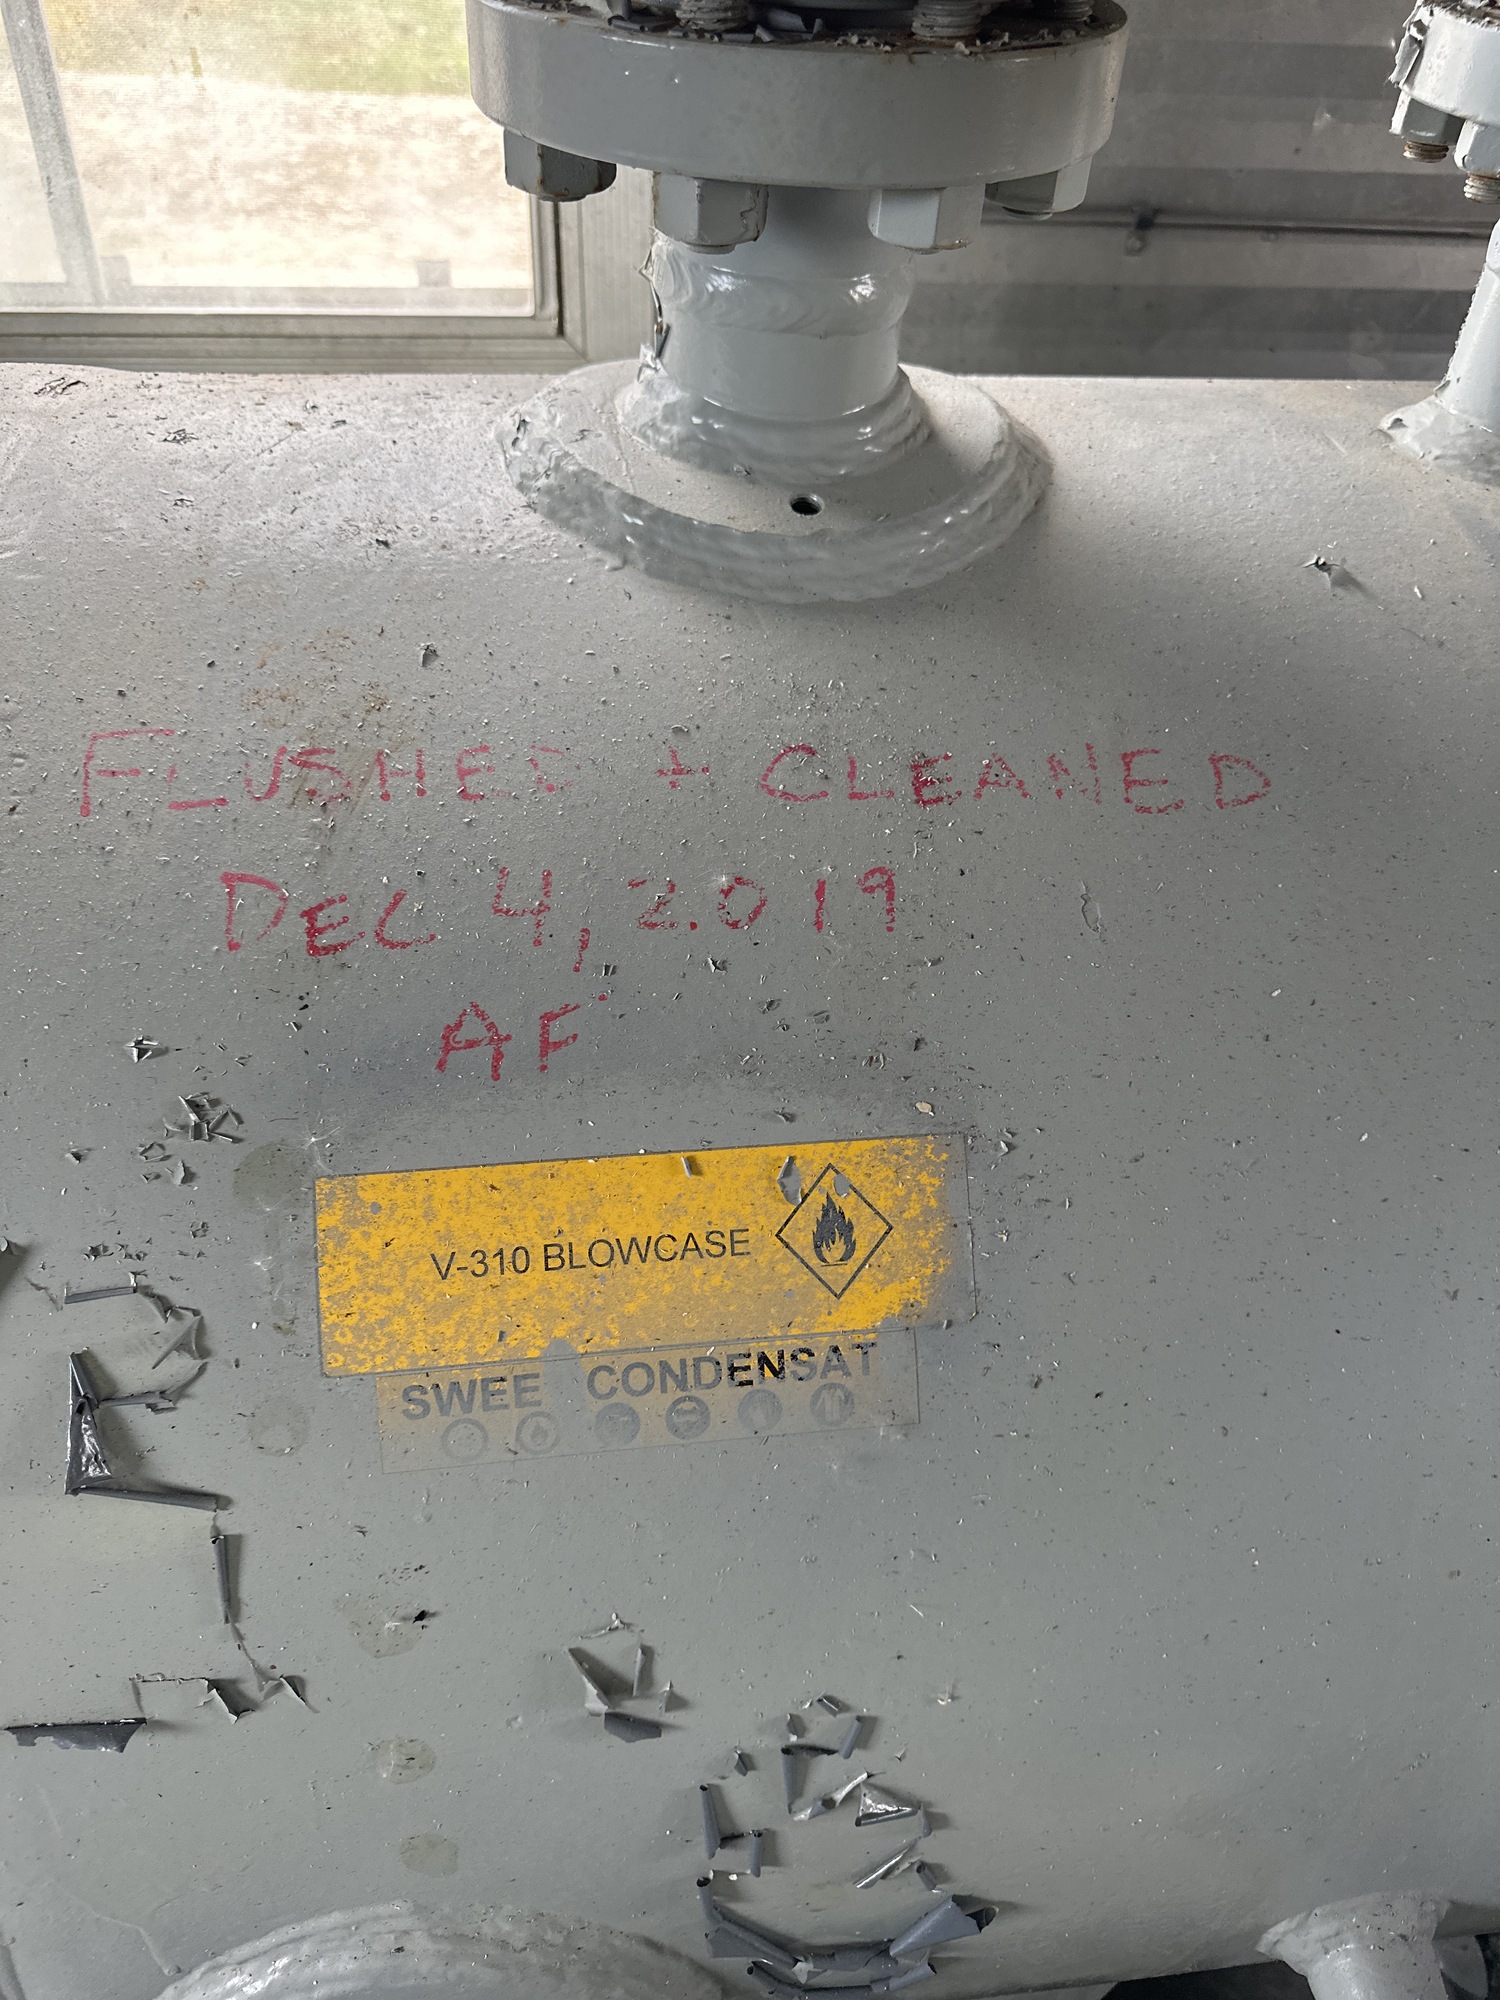 FLUSHED + CLEANED
DEC 4, 2019
AF
V-310 BLOWCASE
SWEE CONDENSAT